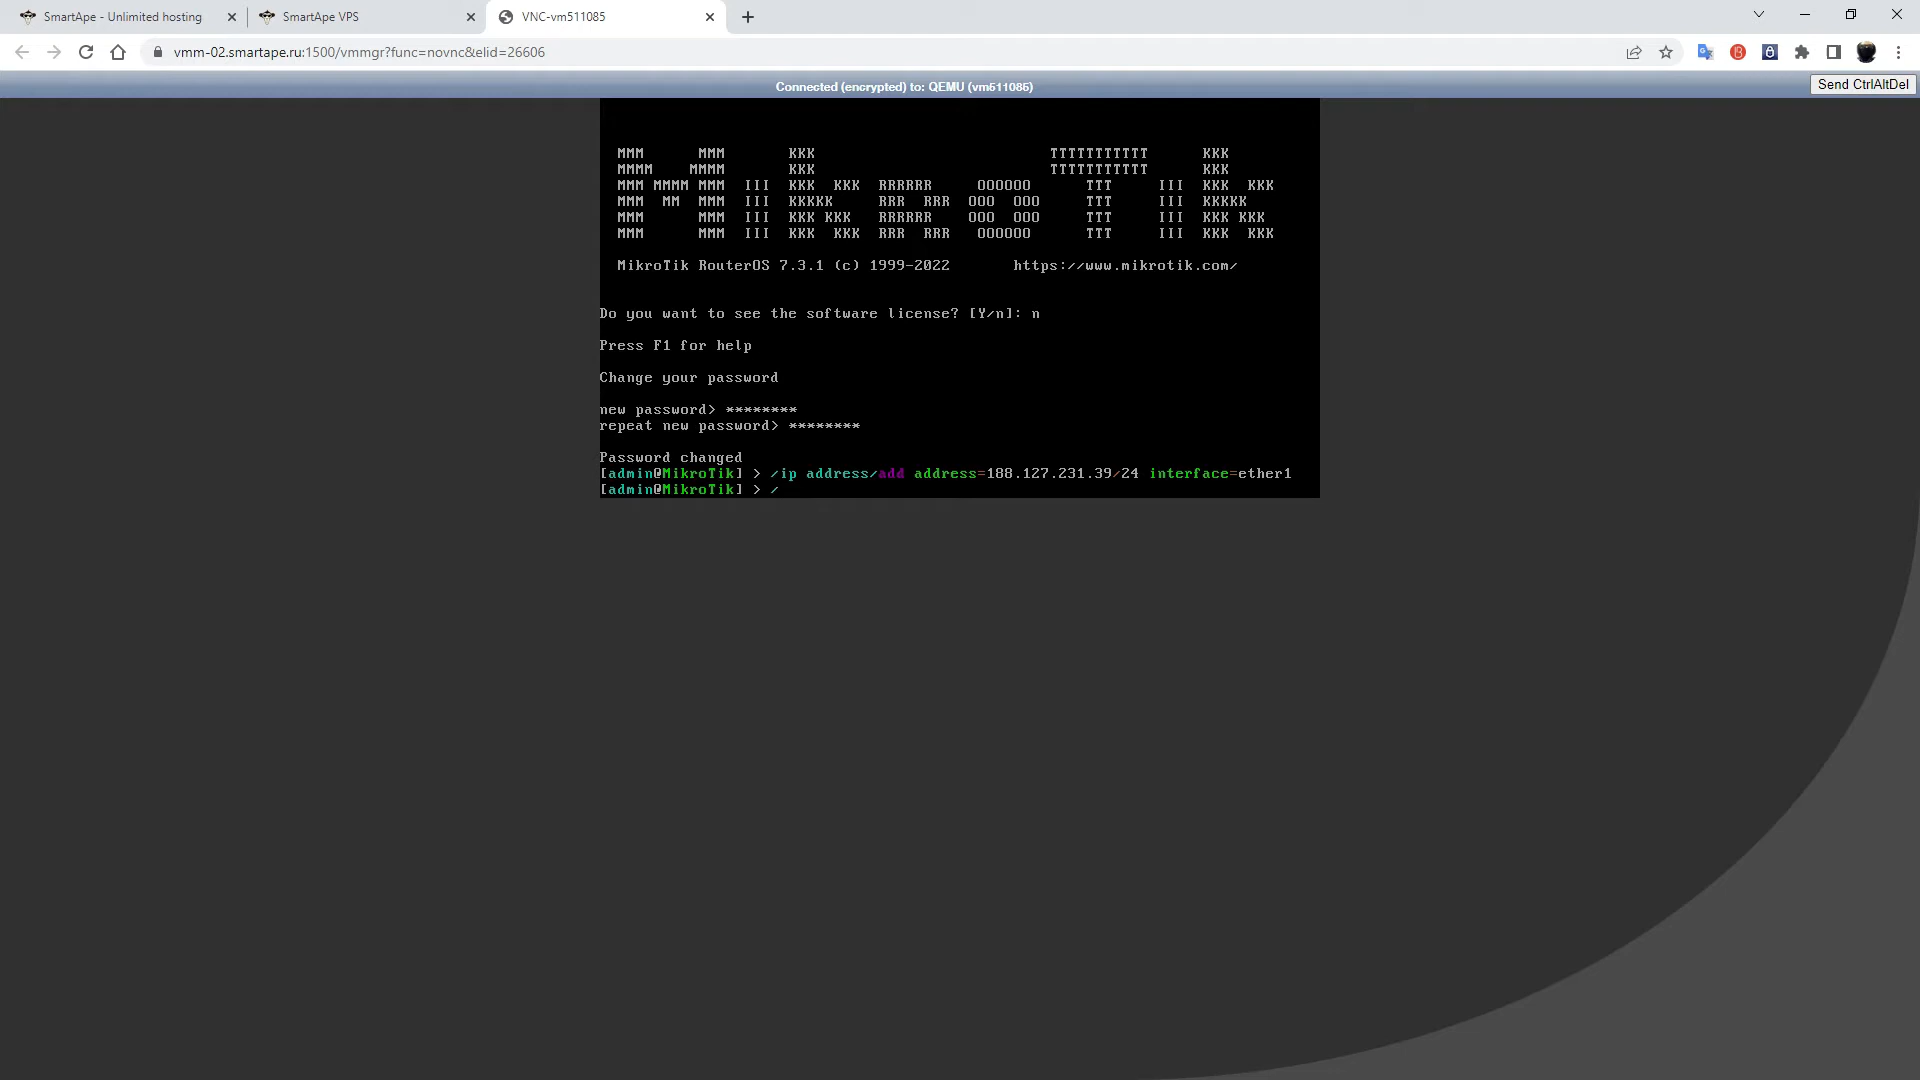 SmartApe - Unlimited hosting
SmartApe VPS
VNC-vm511085
vmm-02.smartape.ru:1500/vmmgr?func=novnc&elid=26606
Connected (encrypted) to: QEMU (vm511085)
Send CtrlAltDel
MMM      MMM       KKK                          TTTTTTTTTTT      KKK
MMMM    MMMM       KKK                          TTTTTTTTTTT      KKK
MMM MMMM MMM  III  KKK  KKK  RRRRRR     OOOOOO      TTT     III  KKK  KKK
MMM  MM  MMM  III  KKKKK     RRR  RRR  OOO  OOO     TTT     III  KKKKK
MMM      MMM  III  KKK KKK   RRRRRR    OOO  OOO     TTT     III  KKK KKK
MMM      MMM  III  KKK  KKK  RRR  RRR   OOOOOO      TTT     III  KKK  KKK
MikroTik RouterOS 7.3.1 (c) 1999-2022       https://www.mikrotik.com/
Do you want to see the software license? [Y/n]: n
Press F1 for help
Change your password
new password> ********
repeat new password> ********
Password changed
[admin@MikroTik] > /ip address/add address=188.127.231.39/24 interface=ether1
[admin@MikroTik] > /